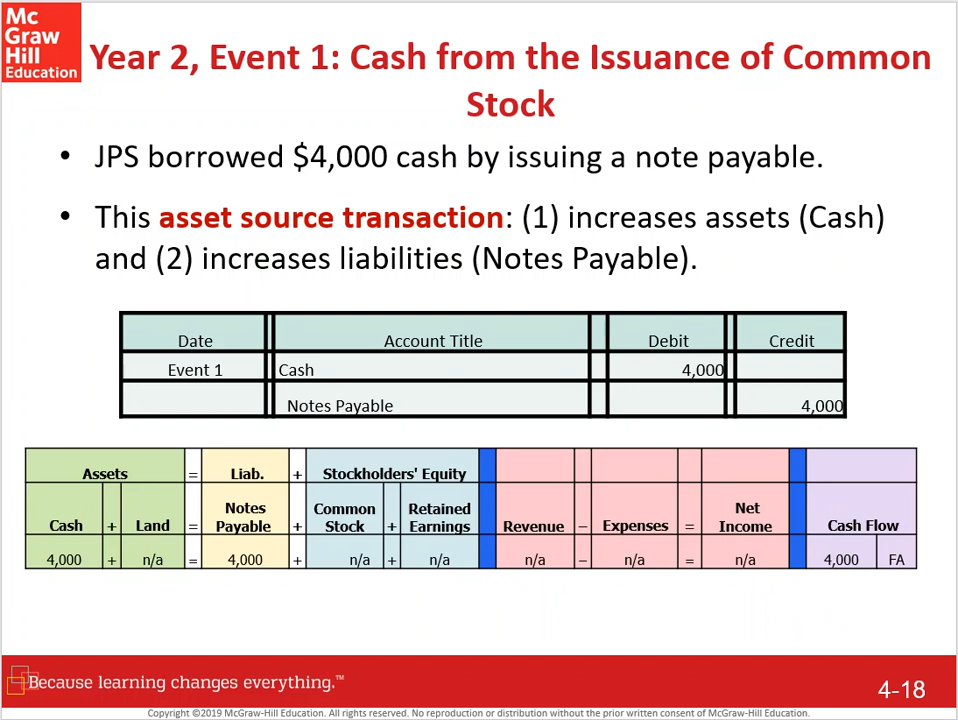 Mc
Graw
Hill
Education
Year 2, Event 1: Cash from the Issuance of Common
Stock
• JPS borrowed $4,000 cash by issuing a note payable.
• This asset source transaction: (1) increases assets (Cash)
and (2) increases liabilities (Notes Payable).
Date Account Title Debit Credit
Event 1 Cash 4,000
Notes Payable 4,000
Assets = Liab. + Stockholders' Equity
Cash + Land = Notes Payable + Common Stock + Retained Earnings Revenue – Expenses = Net Income Cash Flow
4,000 + n/a = 4,000 + n/a + n/a n/a – n/a = n/a 4,000 FA
Because learning changes everything.™
4-18
Copyright ©2019 McGraw-Hill Education. All rights reserved. No reproduction or distribution without the prior written consent of McGraw-Hill Education.